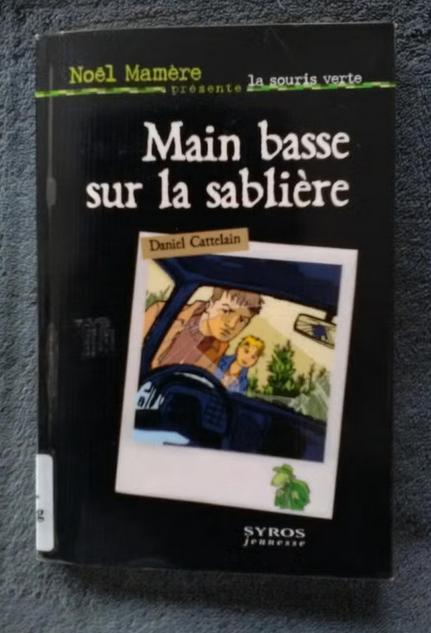 Noël Mamère
présente la souris verte
Main basse
sur la sablière
Daniel Cattelain
SYROS
jeunesse